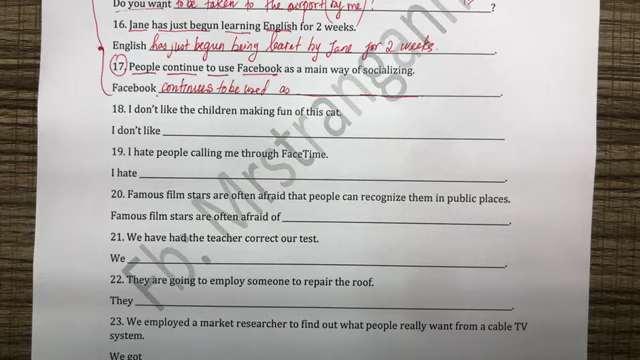 Do you want to be taken to the airport (by me) ?
16. Jane has just begun learning English for 2 weeks.
English has just begun being learnt by Jane for 2 weeks.
17. People continue to use Facebook as a main way of socializing.
Facebook continues to be used as
18. I don't like the children making fun of this cat.
I don't like
19. I hate people calling me through FaceTime.
I hate
20. Famous film stars are often afraid that people can recognize them in public places.
Famous film stars are often afraid of
21. We have had the teacher correct our test.
We
22. They are going to employ someone to repair the roof.
They
23. We employed a market researcher to find out what people really want from a cable TV
system.
We got